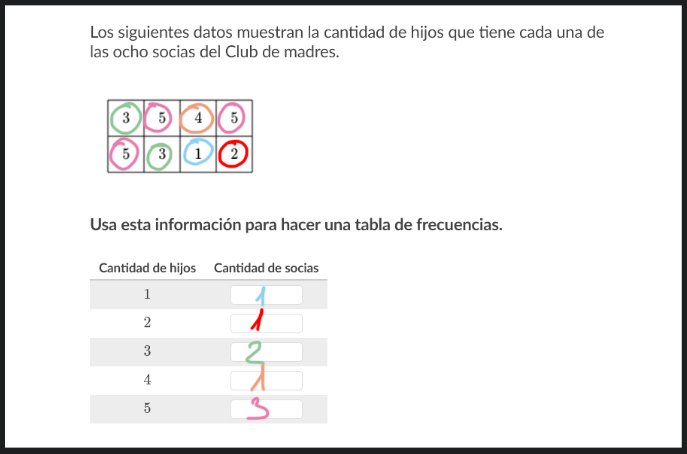 Los siguientes datos muestran la cantidad de hijos que tiene cada una de
las ocho socias del Club de madres.
3 5 4 5
5 3 1 2
Usa esta información para hacer una tabla de frecuencias.
Cantidad de hijos Cantidad de socias
1 1
2 1
3 2
4 1
5 3